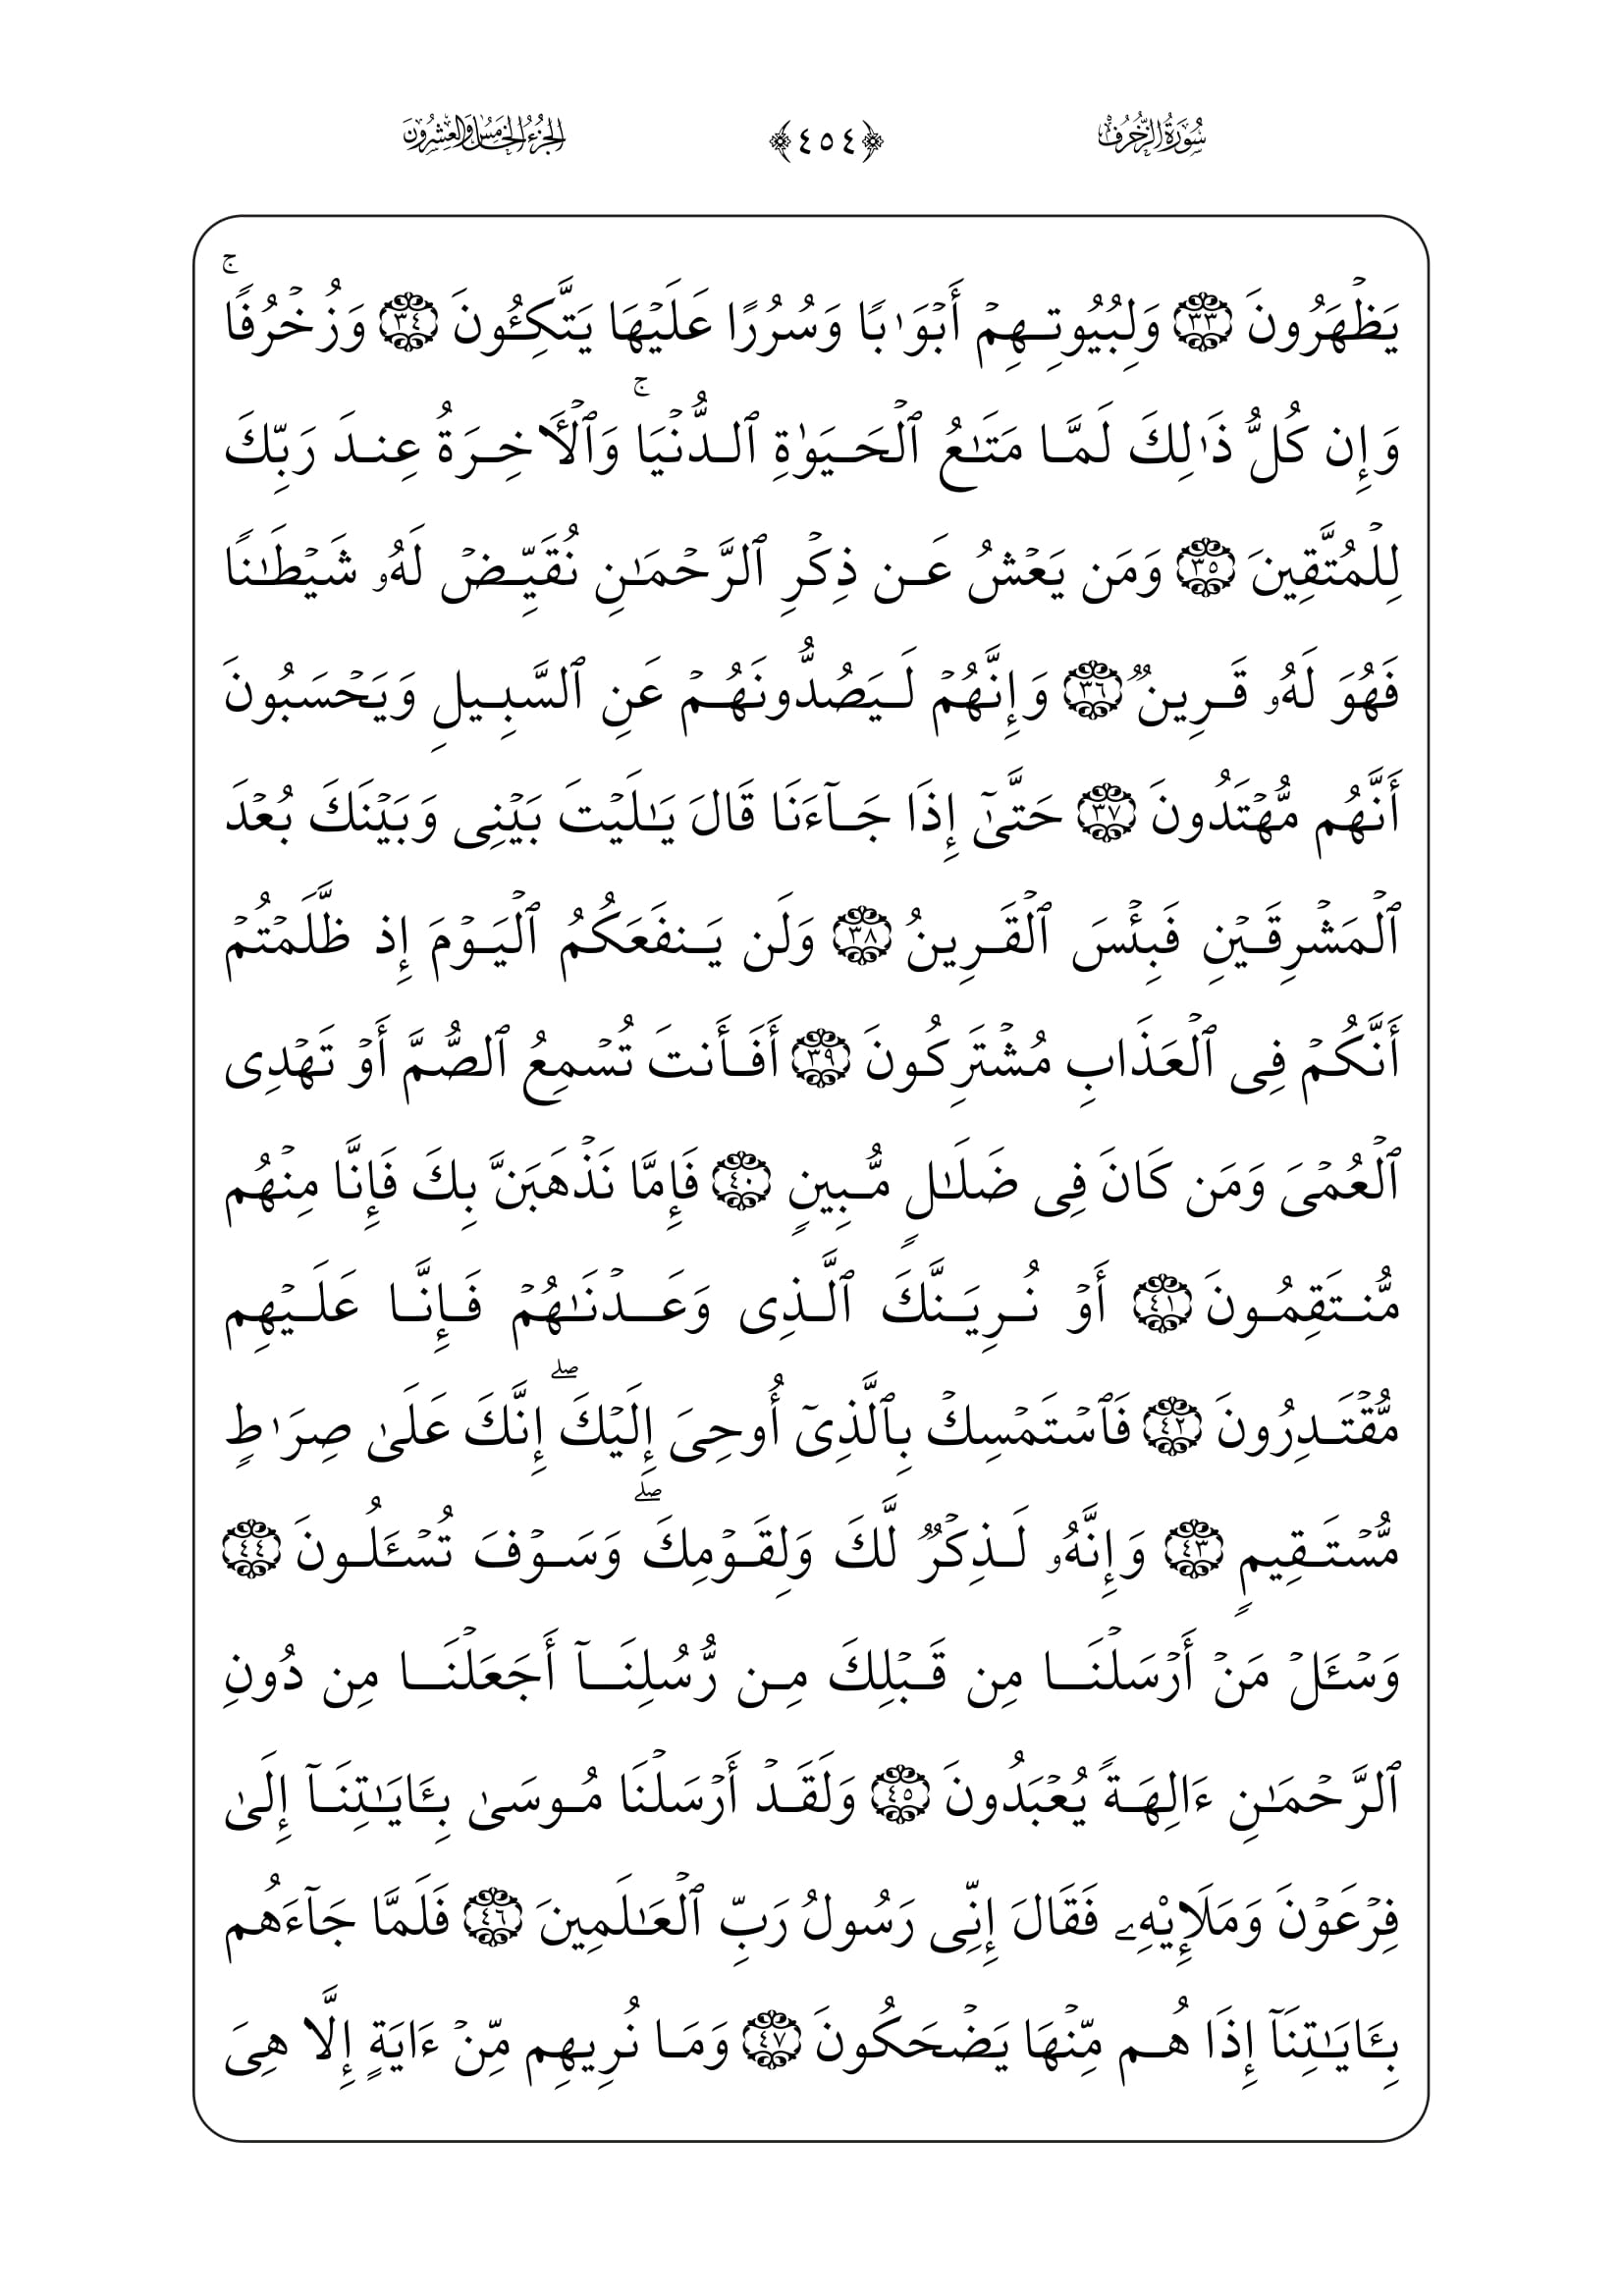 سُورَةُ الزُّخْرُفِ ﴿٤٥٤﴾ الجُزْءُ الخَامِسُ وَالعِشْرُونَ
يَظْهَرُونَ ٣٣ وَلِبُيُوتِهِمْ أَبْوَٰبًا وَسُرُرًا عَلَيْهَا يَتَّكِـُٔونَ ٣٤ وَزُخْرُفًا ۚ
وَإِن كُلُّ ذَٰلِكَ لَمَّا مَتَـٰعُ ٱلْحَيَوٰةِ ٱلدُّنْيَا ۚ وَٱلْـَٔاخِرَةُ عِندَ رَبِّكَ
لِلْمُتَّقِينَ ٣٥ وَمَن يَعْشُ عَن ذِكْرِ ٱلرَّحْمَـٰنِ نُقَيِّضْ لَهُۥ شَيْطَـٰنًا
فَهُوَ لَهُۥ قَرِينٌ ٣٦ وَإِنَّهُمْ لَيَصُدُّونَهُمْ عَنِ ٱلسَّبِيلِ وَيَحْسَبُونَ
أَنَّهُم مُّهْتَدُونَ ٣٧ حَتَّىٰٓ إِذَا جَآءَنَا قَالَ يَـٰلَيْتَ بَيْنِى وَبَيْنَكَ بُعْدَ
ٱلْمَشْرِقَيْنِ فَبِئْسَ ٱلْقَرِينُ ٣٨ وَلَن يَنفَعَكُمُ ٱلْيَوْمَ إِذ ظَّلَمْتُمْ
أَنَّكُمْ فِى ٱلْعَذَابِ مُشْتَرِكُونَ ٣٩ أَفَأَنتَ تُسْمِعُ ٱلصُّمَّ أَوْ تَهْدِى
ٱلْعُمْىَ وَمَن كَانَ فِى ضَلَـٰلٍ مُّبِينٍ ٤٠ فَإِمَّا نَذْهَبَنَّ بِكَ فَإِنَّا مِنْهُم
مُّنتَقِمُونَ ٤١ أَوْ نُرِيَنَّكَ ٱلَّذِى وَعَدْنَـٰهُمْ فَإِنَّا عَلَيْهِم
مُّقْتَدِرُونَ ٤٢ فَٱسْتَمْسِكْ بِٱلَّذِىٓ أُوحِىَ إِلَيْكَ ۖ إِنَّكَ عَلَىٰ صِرَٰطٍ
مُّسْتَقِيمٍ ٤٣ وَإِنَّهُۥ لَذِكْرٌ لَّكَ وَلِقَوْمِكَ ۖ وَسَوْفَ تُسْـَٔلُونَ ٤٤
وَسْـَٔلْ مَنْ أَرْسَلْنَا مِن قَبْلِكَ مِن رُّسُلِنَآ أَجَعَلْنَا مِن دُونِ
ٱلرَّحْمَـٰنِ ءَالِهَةً يُعْبَدُونَ ٤٥ وَلَقَدْ أَرْسَلْنَا مُوسَىٰ بِـَٔايَـٰتِنَآ إِلَىٰ
فِرْعَوْنَ وَمَلَإِي۟هِۦ فَقَالَ إِنِّى رَسُولُ رَبِّ ٱلْعَـٰلَمِينَ ٤٦ فَلَمَّا جَآءَهُم
بِـَٔايَـٰتِنَآ إِذَا هُم مِّنْهَا يَضْحَكُونَ ٤٧ وَمَا نُرِيهِم مِّنْ ءَايَةٍ إِلَّا هِىَ